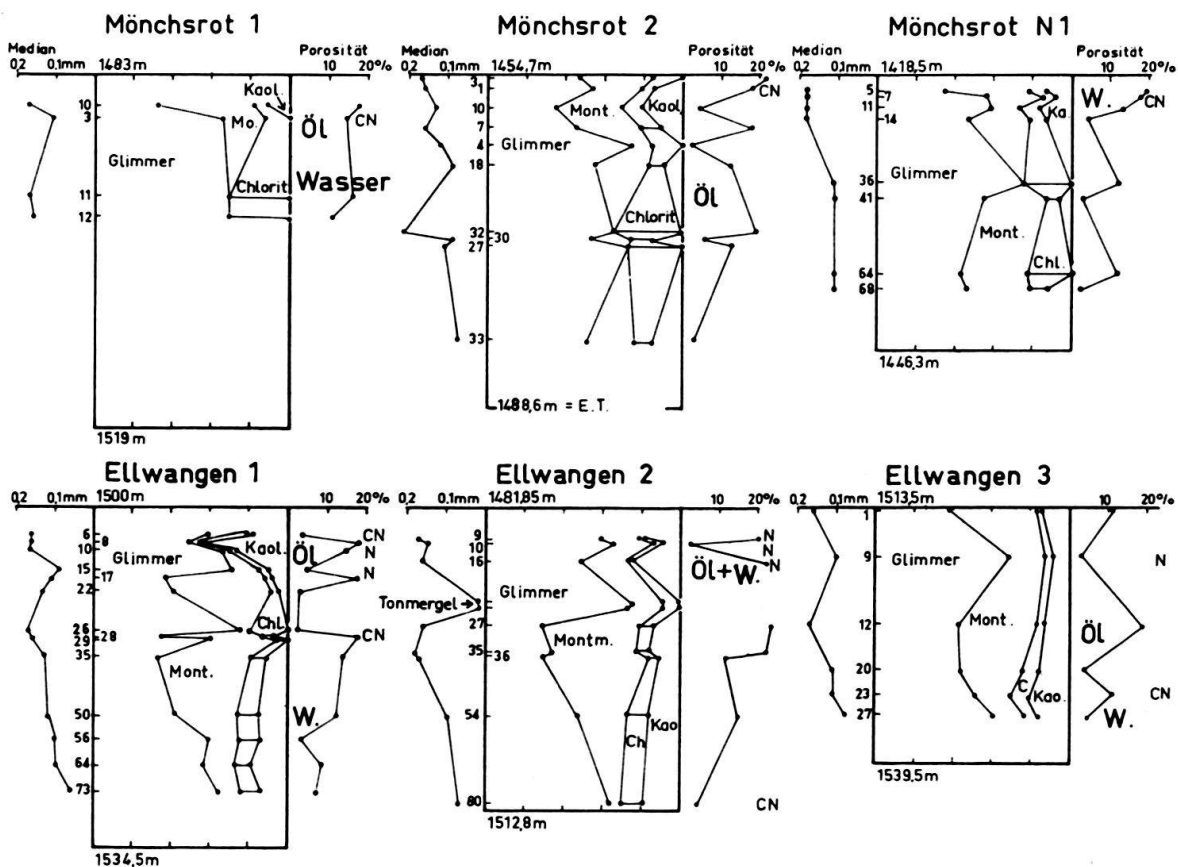 Mönchsrot 1
Median
0,2 0,1mm
1483m
Porosität
10 20%
10
3
11
12
Kaol.
Mo.
Öl
CN
Glimmer
Chlorit
Wasser
1519m
Mönchsrot 2
Median
0,2 0,1mm
1454,7m
Porosität
10 20%
3
1
10
7
4
18
32
30
27
33
CN
Mont.
Kaol.
Glimmer
Öl
Chlorit
1488,6m = E.T.
Mönchsrot N1
Median
0,2 0,1mm
1418,5m
Porosität
10 20%
5
7
11
14
36
41
64
68
W.
CN
Ka.
Glimmer
Mont.
Chl.
1446,3m
Ellwangen 1
0,2 0,1mm
1500m
10 20%
6
8
10
15
17
22
26
28
29
35
50
56
64
73
CN
N
N
CN
Glimmer
Kaol.
Öl
Chl.
Mont.
W.
1534,5m
Ellwangen 2
0,2 0,1mm
1481,85m
10 20%
9
10
16
27
35
36
54
80
N
N
N
Öl+W.
Glimmer
Tonmergel
Montm.
Kao.
Ch
CN
1512,8m
Ellwangen 3
0,2 0,1mm
1513,5m
10 20%
1
9
12
20
23
27
Glimmer
N
Mont.
Öl
C
Kao.
CN
W.
1539,5m